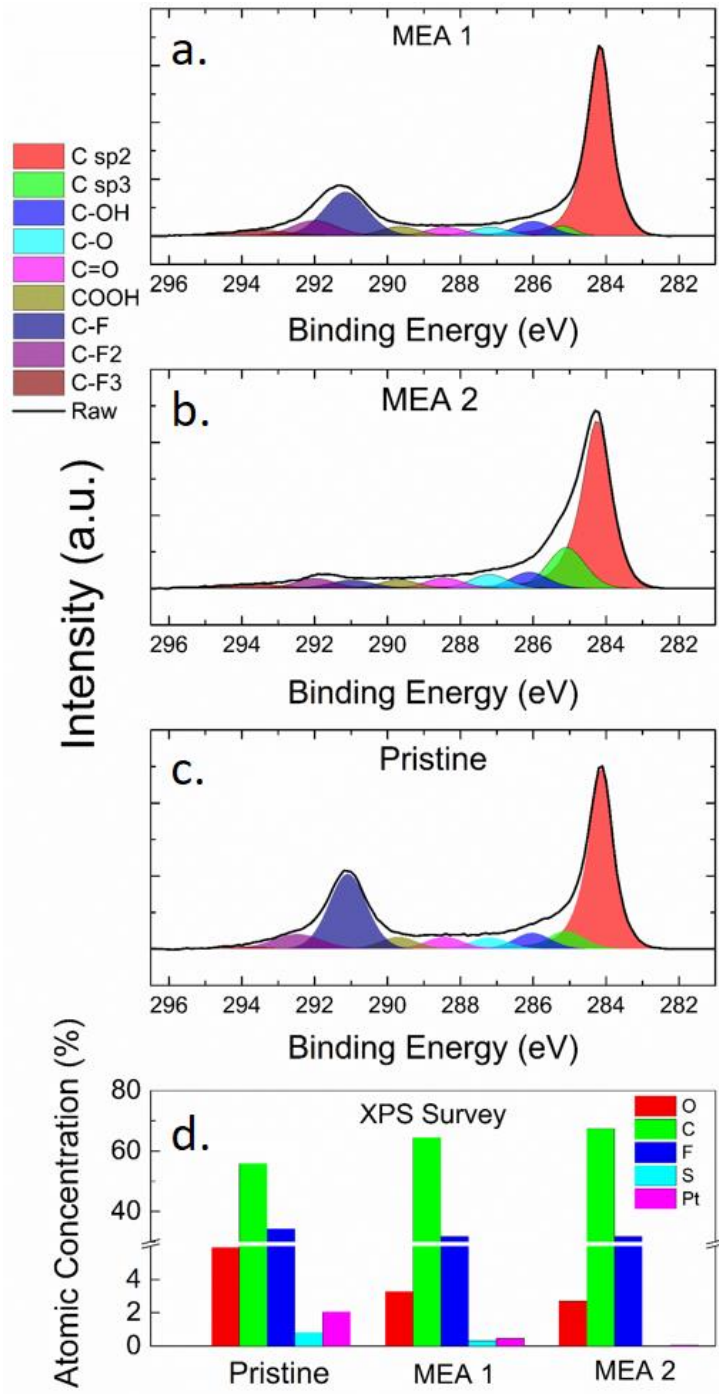 a.
MEA 1
C sp2
C sp3
C-OH
C-O
C=O
COOH
C-F
C-F2
C-F3
Raw
296 294 292 290 288 286 284 282
Binding Energy (eV)
b.
MEA 2
296 294 292 290 288 286 284 282
Binding Energy (eV)
Intensity (a.u.)
c.
Pristine
296 294 292 290 288 286 284 282
Binding Energy (eV)
Atomic Concentration (%)
d.
XPS Survey
O
C
F
S
Pt
80
60
40
4
2
0
Pristine MEA 1 MEA 2